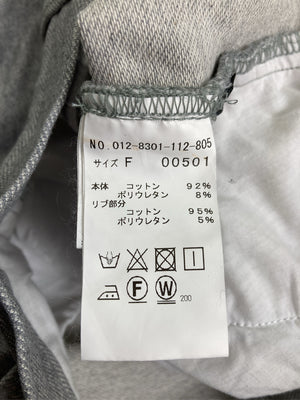 NO.012-8301-112-805
サイズ F 00501
本体 コットン 92%
ポリウレタン 8%
リブ部分
コットン 95%
ポリウレタン 5%
F W 200